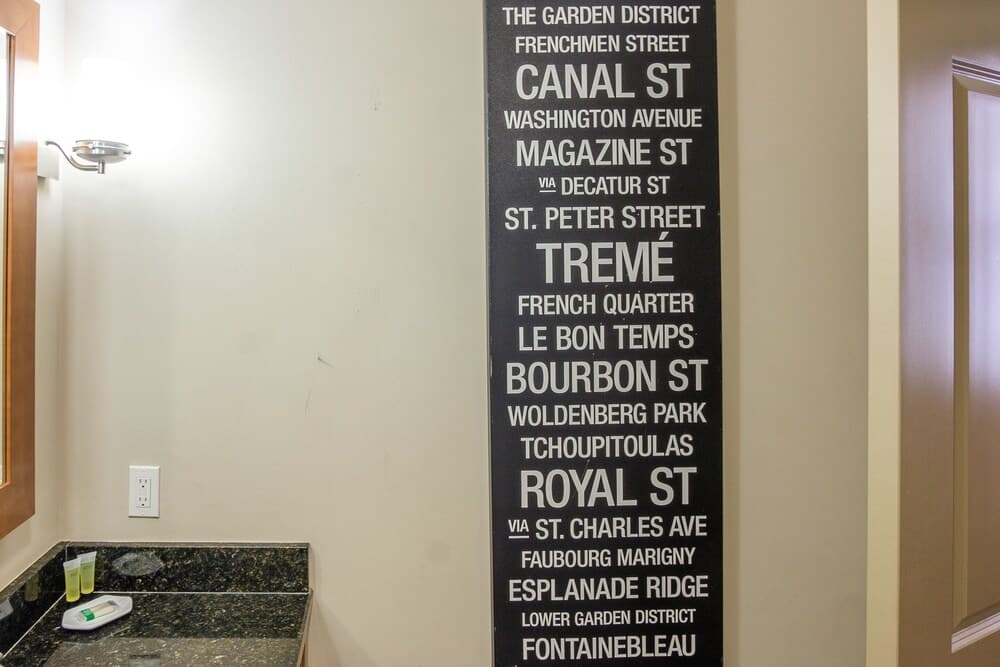 THE GARDEN DISTRICT
FRENCHMEN STREET
CANAL ST
WASHINGTON AVENUE
MAGAZINE ST
VIA DECATUR ST
ST. PETER STREET
TREMÉ
FRENCH QUARTER
LE BON TEMPS
BOURBON ST
WOLDENBERG PARK
TCHOUPITOULAS
ROYAL ST
VIA ST. CHARLES AVE
FAUBOURG MARIGNY
ESPLANADE RIDGE
LOWER GARDEN DISTRICT
FONTAINEBLEAU